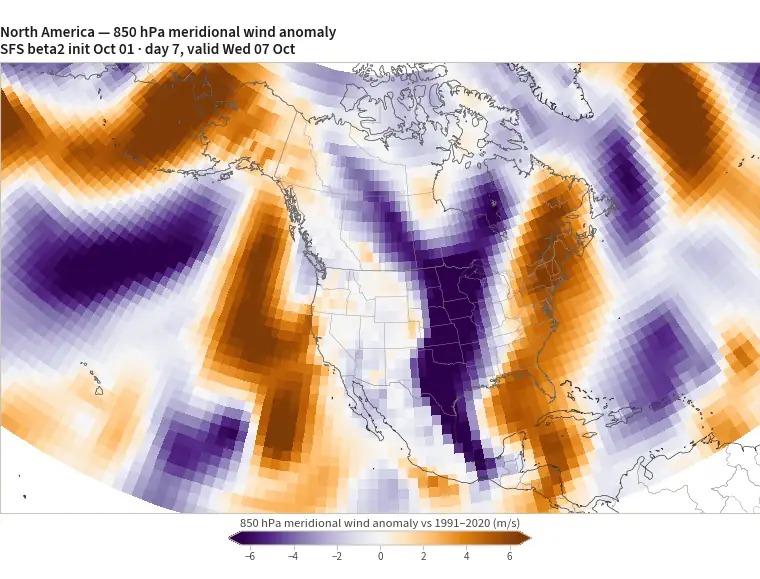 North America — 850 hPa meridional wind anomaly
SFS beta2 init Oct 01 · day 7, valid Wed 07 Oct
850 hPa meridional wind anomaly vs 1991–2020 (m/s)
−6 −4 −2 0 2 4 6